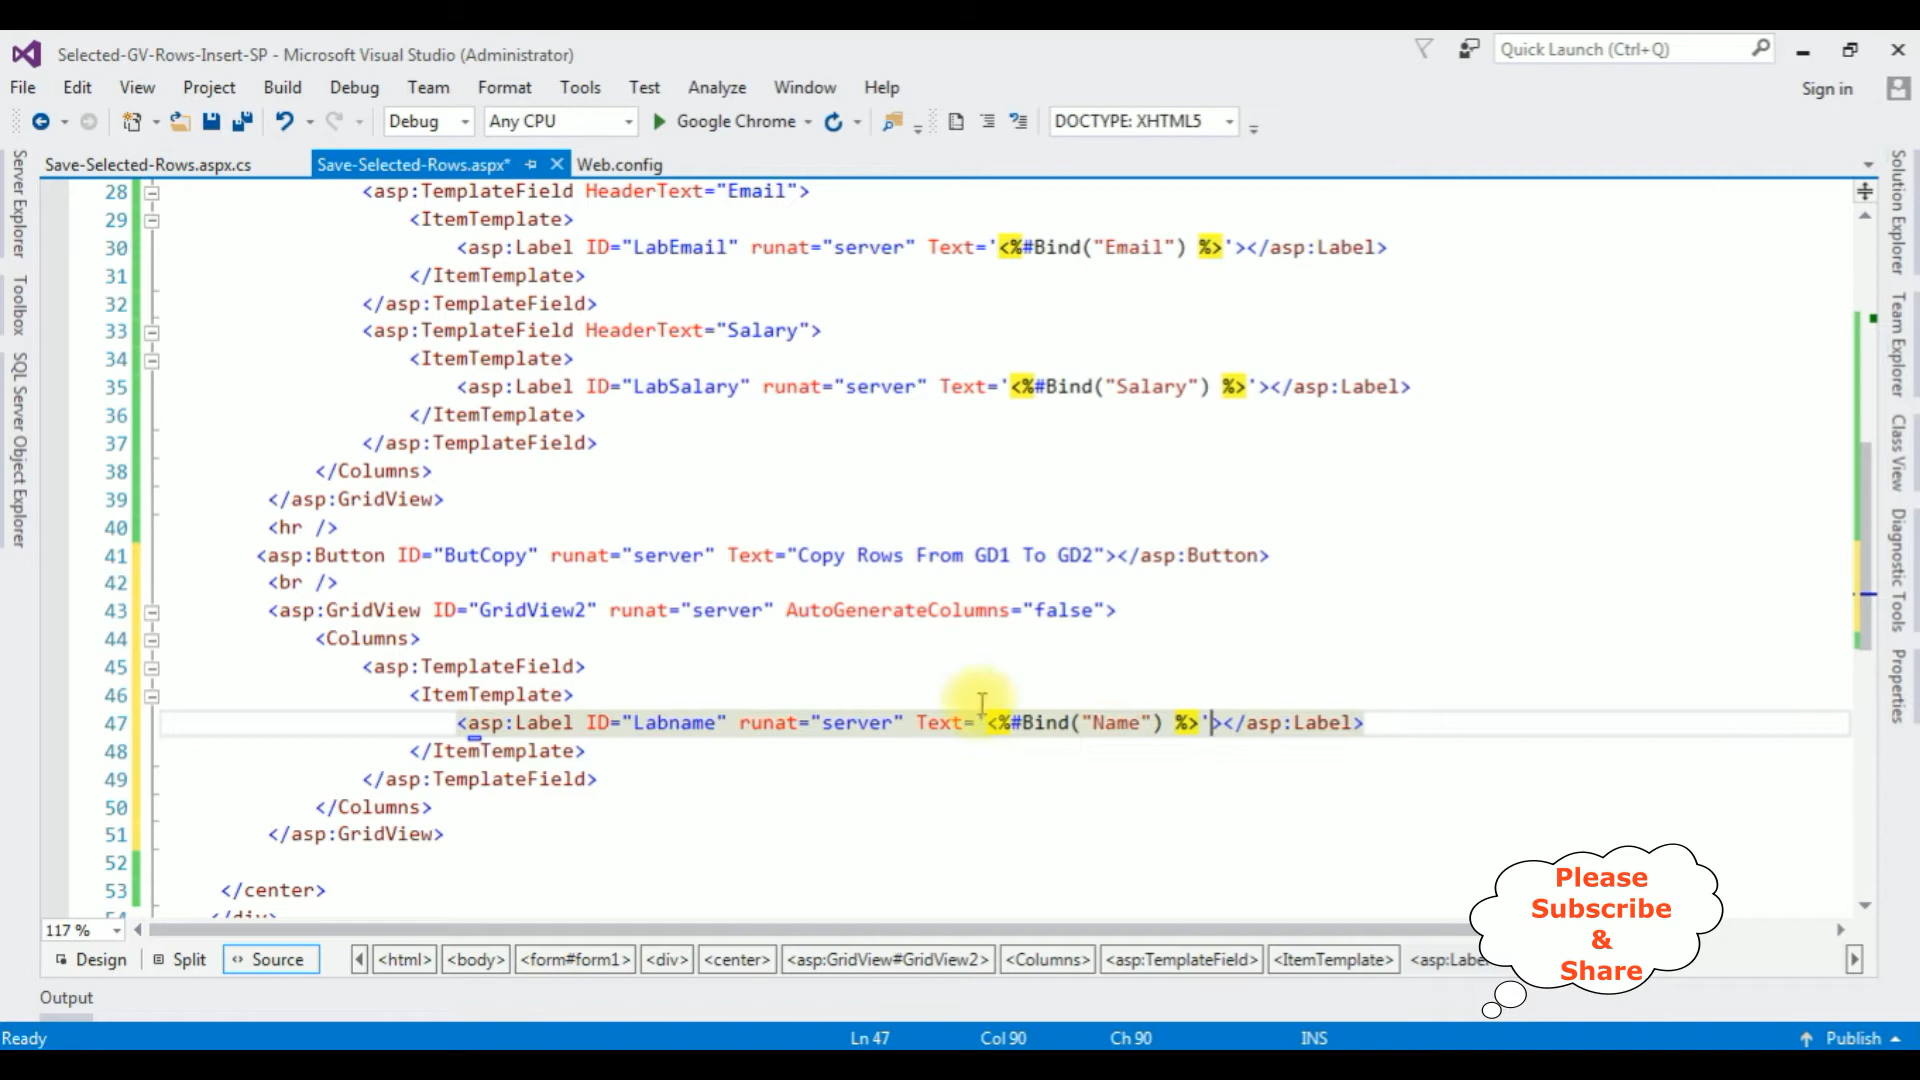 Selected-GV-Rows-Insert-SP - Microsoft Visual Studio (Administrator)
Quick Launch (Ctrl+Q)
File Edit View Project Build Debug Team Format Tools Test Analyze Window Help
Sign in
Debug Any CPU Google Chrome DOCTYPE: XHTML5
Save-Selected-Rows.aspx.cs Save-Selected-Rows.aspx* Web.config
Server Explorer
Toolbox
SQL Server Object Explorer
28 <asp:TemplateField HeaderText="Email">
29 <ItemTemplate>
30 <asp:Label ID="LabEmail" runat="server" Text='<%#Bind("Email") %>'></asp:Label>
31 </ItemTemplate>
32 </asp:TemplateField>
33 <asp:TemplateField HeaderText="Salary">
34 <ItemTemplate>
35 <asp:Label ID="LabSalary" runat="server" Text='<%#Bind("Salary") %>'></asp:Label>
36 </ItemTemplate>
37 </asp:TemplateField>
38 </Columns>
39 </asp:GridView>
40 <hr />
41 <asp:Button ID="ButCopy" runat="server" Text="Copy Rows From GD1 To GD2"></asp:Button>
42 <br />
43 <asp:GridView ID="GridView2" runat="server" AutoGenerateColumns="false">
44 <Columns>
45 <asp:TemplateField>
46 <ItemTemplate>
47 <asp:Label ID="Labname" runat="server" Text='<%#Bind("Name") %>'></asp:Label>
48 </ItemTemplate>
49 </asp:TemplateField>
50 </Columns>
51 </asp:GridView>
52
53 </center>
54 </div>
Solution Explorer
Team Explorer
Class View
Diagnostic Tools
Properties
Please
Subscribe
&
Share
117 %
Design Split Source <html> <body> <form#form1> <div> <center> <asp:GridView#GridView2> <Columns> <asp:TemplateField> <ItemTemplate> <asp:Labe
Output
Ready Ln 47 Col 90 Ch 90 INS Publish